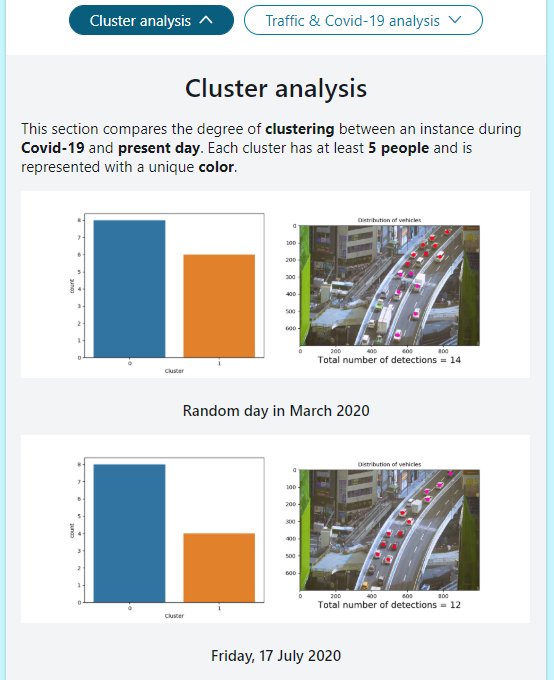 Cluster analysis
Traffic & Covid-19 analysis
Cluster analysis
This section compares the degree of clustering between an instance during
Covid-19 and present day. Each cluster has at least 5 people and is
represented with a unique color.
8
7
6
5
4
3
2
1
0
count
0 1
Cluster
Distribution of vehicles
0
100
200
300
400
500
600
0 200 400 600 800
Total number of detections = 14
Random day in March 2020
8
7
6
5
4
3
2
1
0
count
0 1
Cluster
Distribution of vehicles
0
100
200
300
400
500
600
0 200 400 600 800
Total number of detections = 12
Friday, 17 July 2020